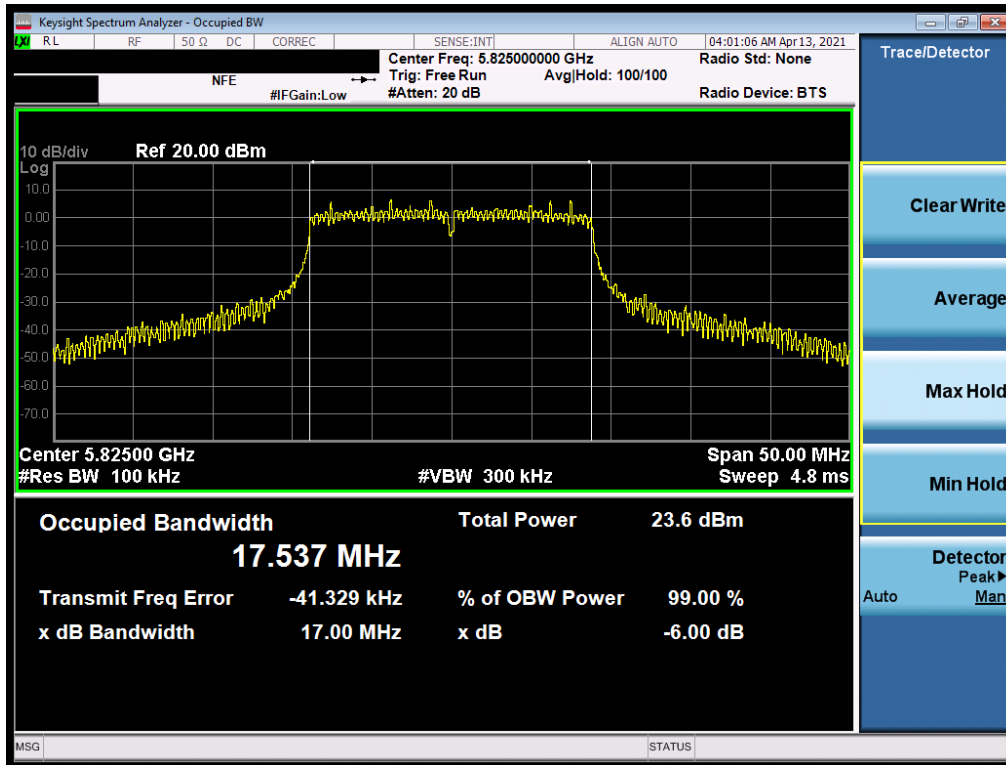 Keysight Spectrum Analyzer - Occupied BW
LXI RL RF 50 Ω DC CORREC SENSE:INT ALIGN AUTO 04:01:06 AM Apr 13, 2021
Center Freq: 5.825000000 GHz Radio Std: None
NFE Trig: Free Run Avg|Hold: 100/100
#IFGain:Low #Atten: 20 dB Radio Device: BTS
10 dB/div Ref 20.00 dBm
Log
10.0
0.00
-10.0
-20.0
-30.0
-40.0
-50.0
-60.0
-70.0
Center 5.82500 GHz Span 50.00 MHz
#Res BW 100 kHz #VBW 300 kHz Sweep 4.8 ms
Occupied Bandwidth Total Power 23.6 dBm
17.537 MHz
Transmit Freq Error -41.329 kHz % of OBW Power 99.00 %
x dB Bandwidth 17.00 MHz x dB -6.00 dB
MSG STATUS
Trace/Detector
Clear Write
Average
Max Hold
Min Hold
Detector
Peak▶
Auto Man